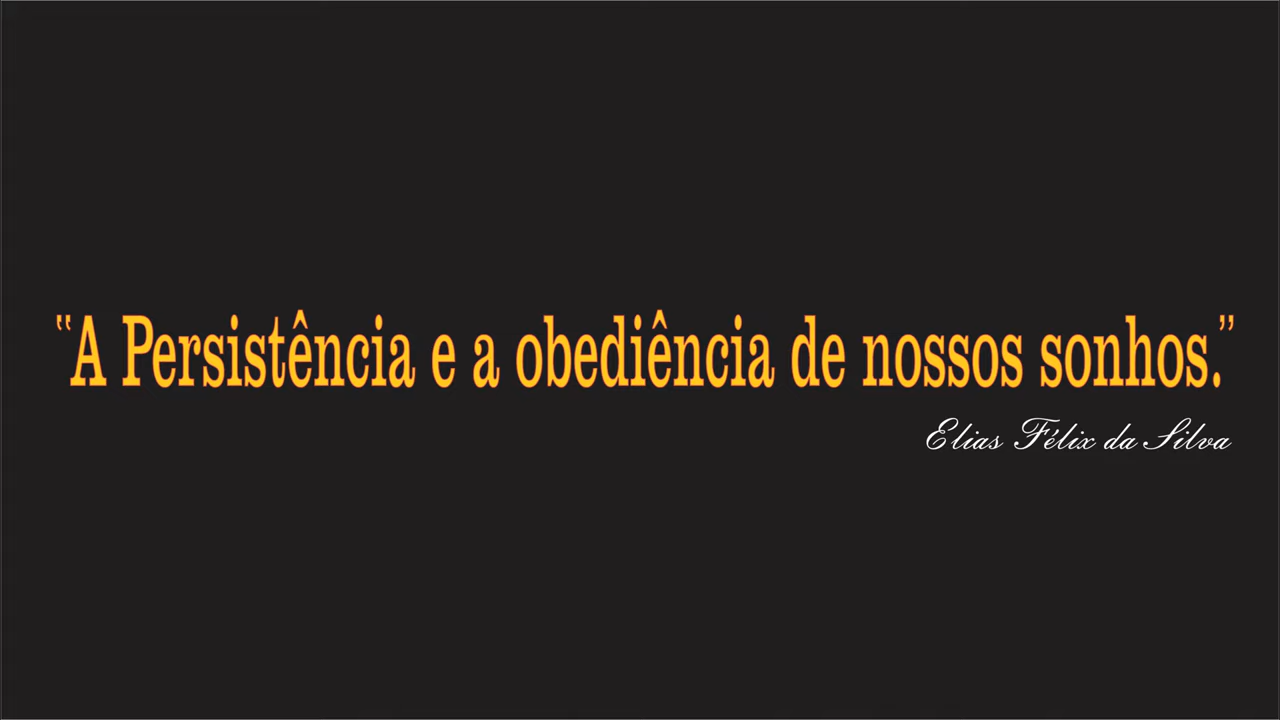 “A Persistência e a obediência de nossos sonhos.”
Elias Félix da Silva